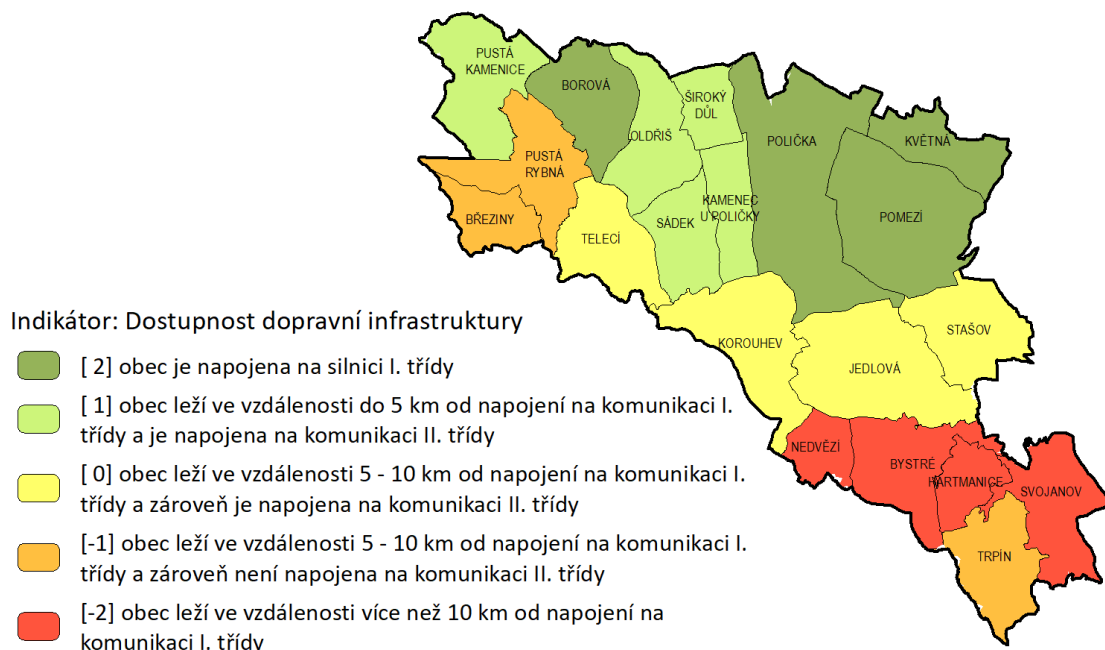 PUSTÁ
KAMENICE
BOROVÁ
ŠIROKÝ
DŮL
OLDŘIŠ
POLIČKA
KVĚTNÁ
PUSTÁ
RYBNÁ
KAMENEC
U POLIČKY
BŘEZINY
SÁDEK
POMEZÍ
TELECÍ
STAŠOV
KOROUHEV
JEDLOVÁ
NEDVĚZÍ
BYSTRÉ
HARTMANICE
SVOJANOV
TRPÍN
Indikátor: Dostupnost dopravní infrastruktury
[ 2] obec je napojena na silnici I. třídy
[ 1] obec leží ve vzdálenosti do 5 km od napojení na komunikaci I.
třídy a je napojena na komunikaci II. třídy
[ 0] obec leží ve vzdálenosti 5 - 10 km od napojení na komunikaci I.
třídy a zároveň je napojena na komunikaci II. třídy
[-1] obec leží ve vzdálenosti 5 - 10 km od napojení na komunikaci I.
třídy a zároveň není napojena na komunikaci II. třídy
[-2] obec leží ve vzdálenosti více než 10 km od napojení na
komunikaci I. třídy